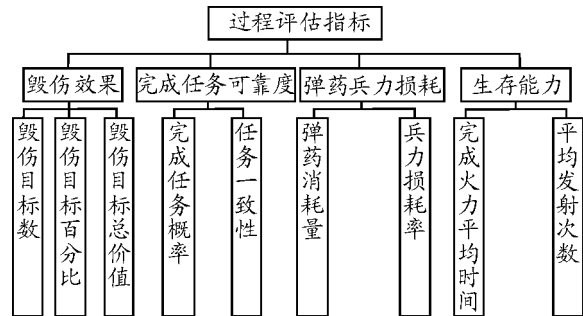 过程评估指标
毁伤效果
完成任务可靠度
弹药兵力损耗
生存能力
毁伤目标数
毁伤目标百分比
毁伤目标总价值
完成任务概率
任务一致性
弹药消耗量
兵力损耗率
完成火力平均时间
平均发射次数